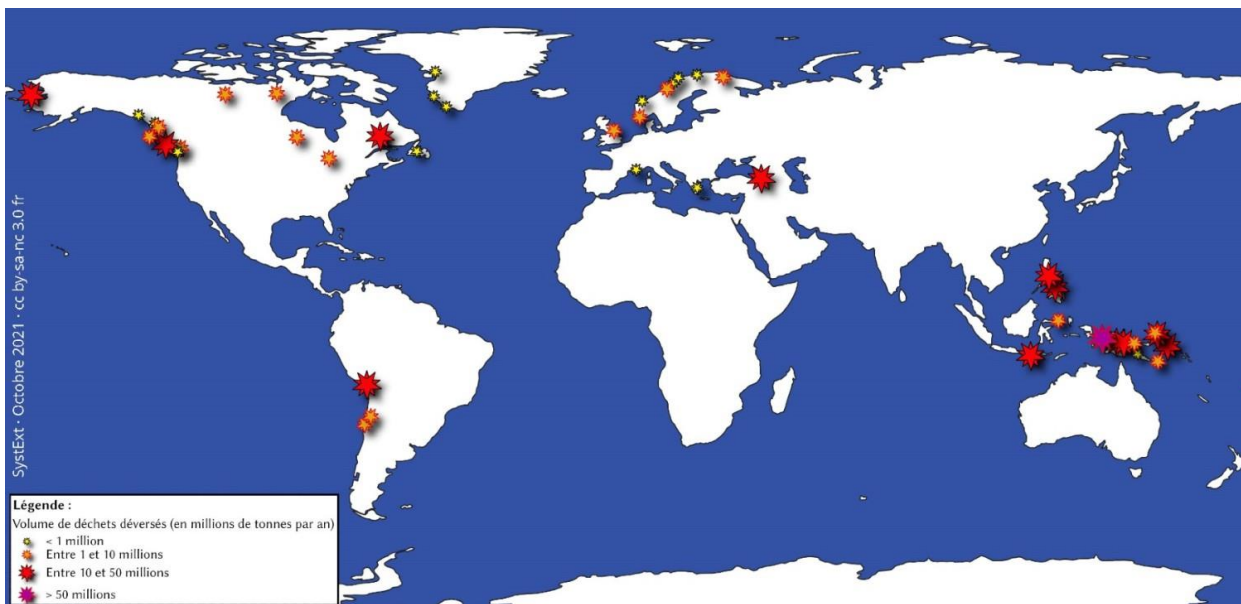 SystExt · Octobre 2021 · cc by-sa-nc 3.0 fr
Légende :
Volume de déchets déversés (en millions de tonnes par an)
< 1 million
Entre 1 et 10 millions
Entre 10 et 50 millions
> 50 millions